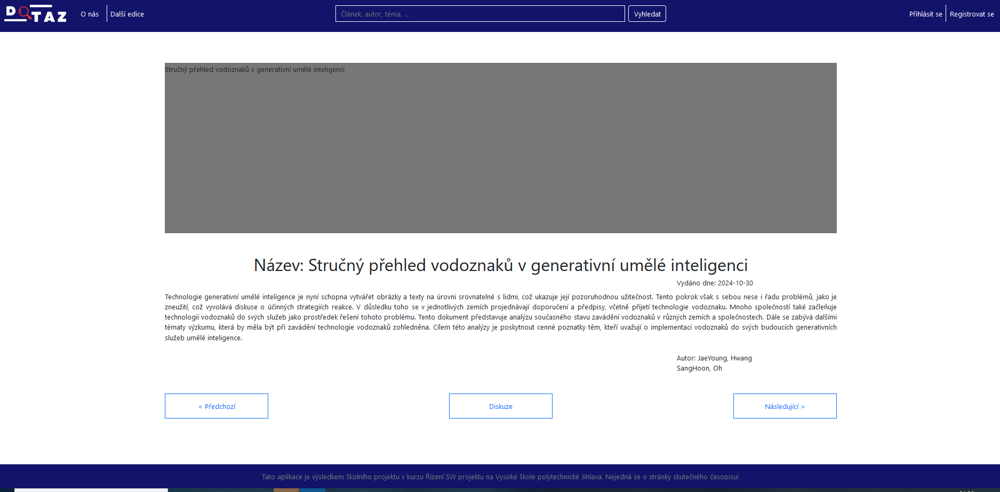 DOTAZ
O nás
Další edice
Článek, autor, téma, ...
Vyhledat
Přihlásit se
Registrovat se
Stručný přehled vodoznaků v generativní umělé inteligenci
Název: Stručný přehled vodoznaků v generativní umělé inteligenci
Vydáno dne: 2024-10-30
Technologie generativní umělé inteligence je nyní schopna vytvářet obrázky a texty na úrovni srovnatelné s lidmi, což ukazuje její pozoruhodnou užitečnost. Tento pokrok však s sebou nese i řadu problémů, jako je
zneužití, což vyvolává diskuse o účinných strategiích reakce. V důsledku toho se v jednotlivých zemích projednávají doporučení a předpisy, včetně přijetí technologie vodoznaku. Mnoho společností také začleňuje
technologii vodoznaků do svých služeb jako prostředek řešení tohoto problému. Tento dokument představuje analýzu současného stavu zavádění vodoznaků v různých zemích a společnostech. Dále se zabývá dalšími
tématy výzkumu, která by měla být při zavádění technologie vodoznaků zohledněna. Cílem této analýzy je poskytnout cenné poznatky těm, kteří uvažují o implementaci vodoznaků do svých budoucích generativních
služeb umělé inteligence.
Autor: JaeYoung, Hwang
SangHoon, Oh
< Předchozí
Diskuze
Následující >
Tato aplikace je výsledkem školního projektu v kurzu Řízení SW projektu na Vysoké škole polytechnické Jihlava. Nejedná se o stránky skutečného časopisu!